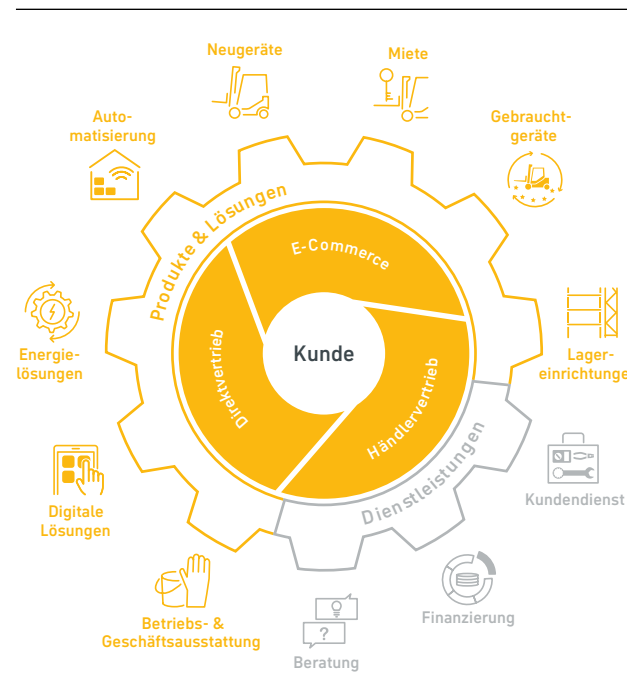 Neugeräte
Miete
Auto-
matisierung
Gebraucht-
geräte
Produkte & Lösungen
E-Commerce
Kunde
Direktvertrieb
Händlervertrieb
Energie-
lösungen
Lager-
einrichtunge
Dienstleistungen
Digitale
Lösungen
Kundendienst
Betriebs- &
Geschäftsausstattung
?
Beratung
Finanzierung